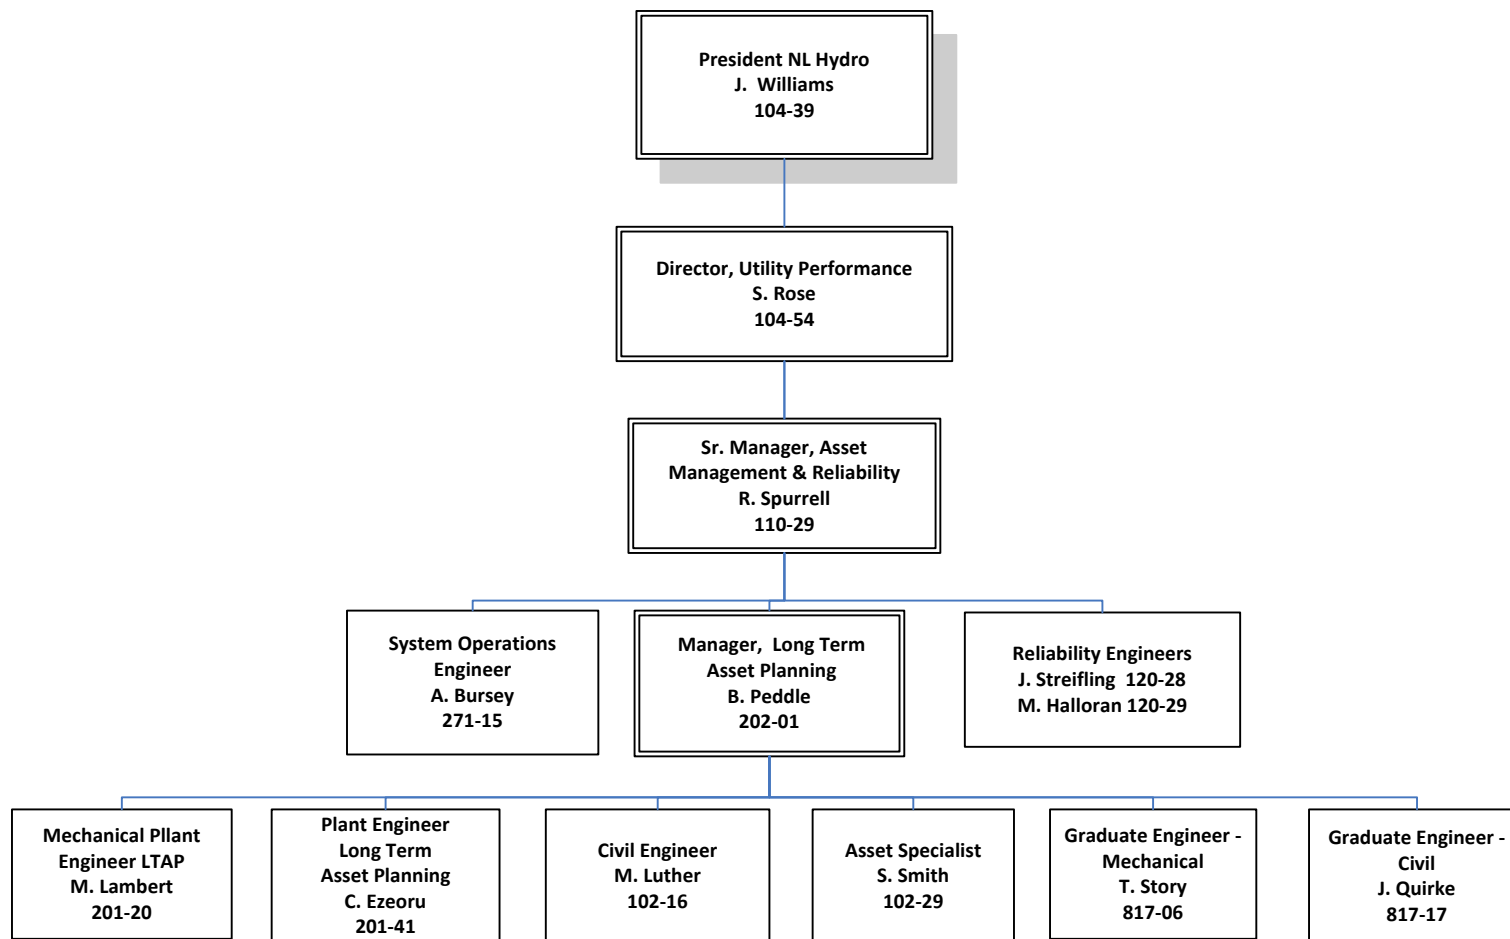 President NL Hydro
J. Williams
104-39
Director, Utility Performance
S. Rose
104-54
Sr. Manager, Asset
Management & Reliability
R. Spurrell
110-29
System Operations
Engineer
A. Bursey
271-15
Manager, Long Term
Asset Planning
B. Peddle
202-01
Reliability Engineers
J. Streifling 120-28
M. Halloran 120-29
Mechanical Pllant
Engineer LTAP
M. Lambert
201-20
Plant Engineer
Long Term
Asset Planning
C. Ezeoru
201-41
Civil Engineer
M. Luther
102-16
Asset Specialist
S. Smith
102-29
Graduate Engineer -
Mechanical
T. Story
817-06
Graduate Engineer -
Civil
J. Quirke
817-17